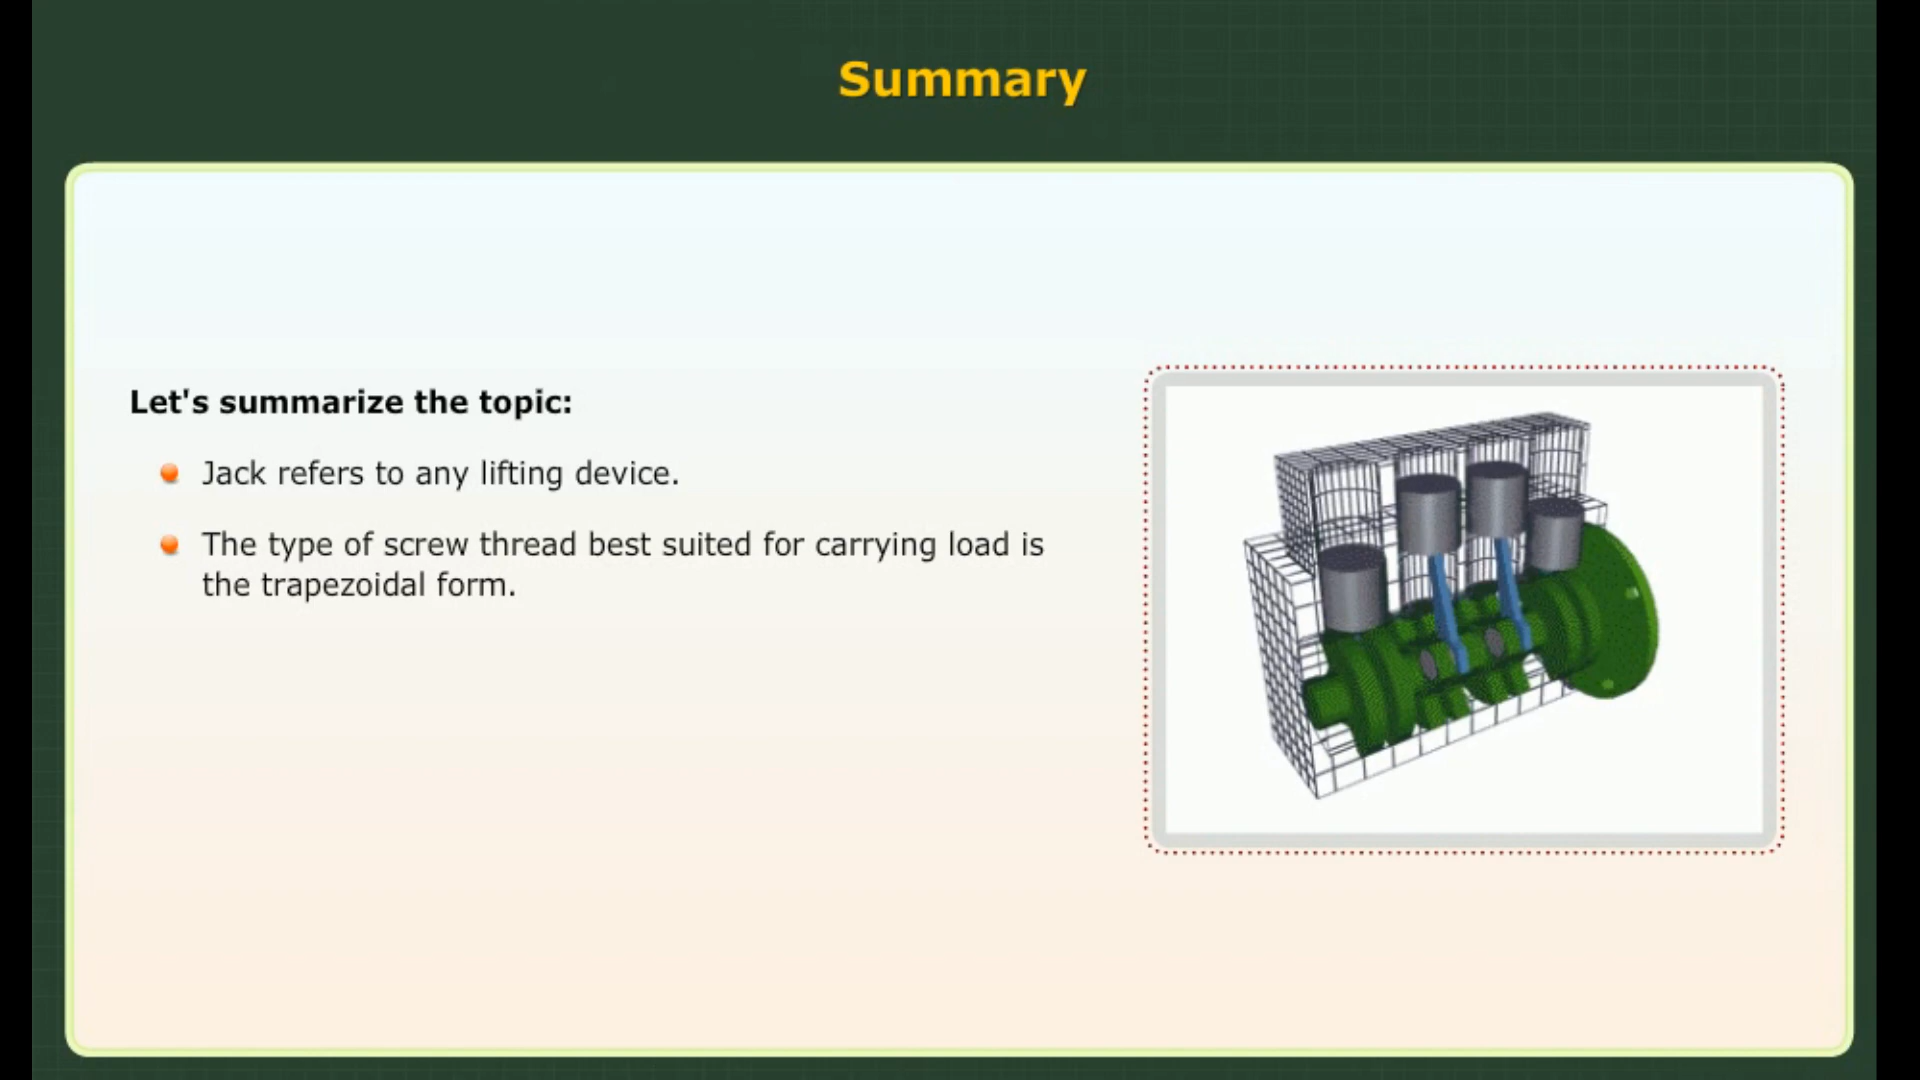 Summary
Let's summarize the topic:
Jack refers to any lifting device.
The type of screw thread best suited for carrying load is
the trapezoidal form.